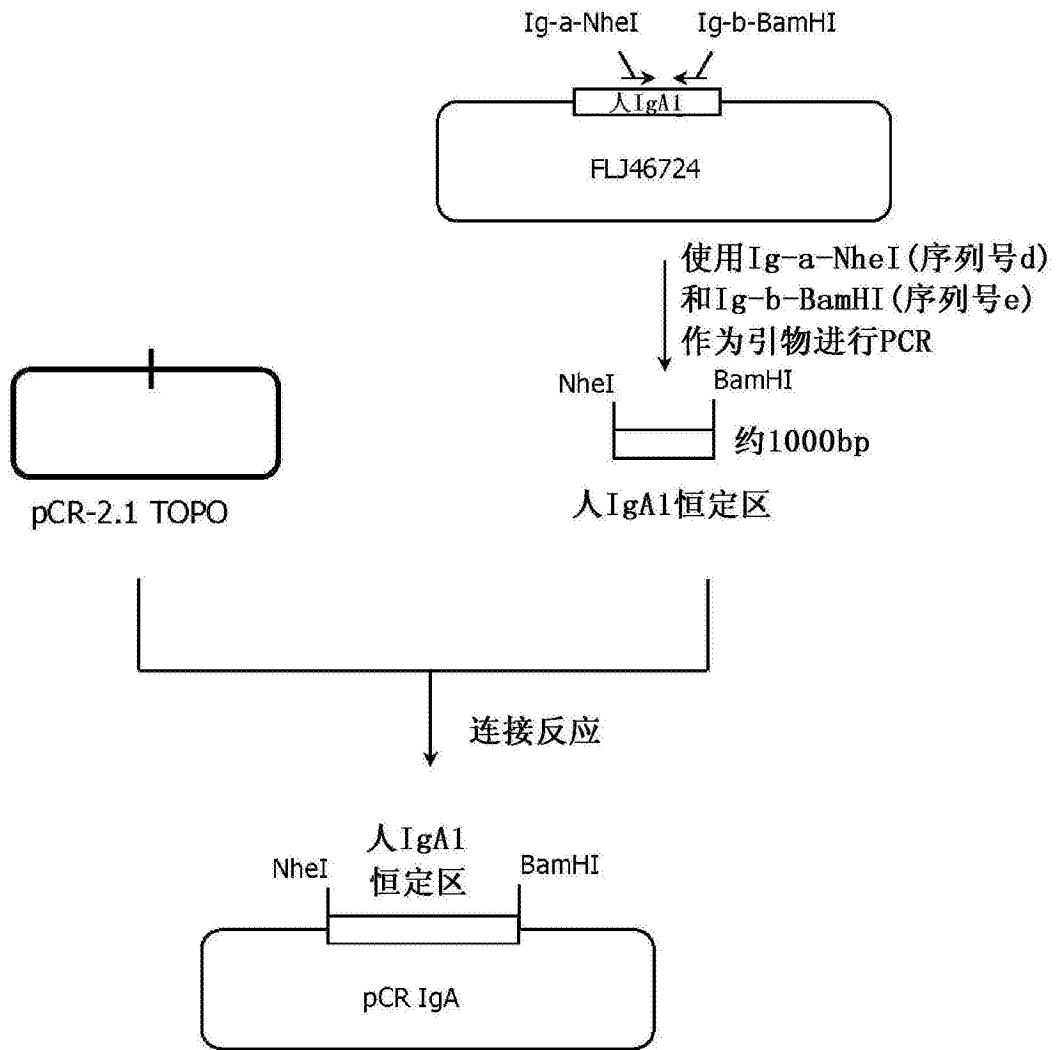 Ig-a-NheI Ig-b-BamHI
人IgA1
FLJ46724
使用Ig-a-NheI(序列号d)
和Ig-b-BamHI(序列号e)
作为引物进行PCR
NheI BamHI
约1000bp
人IgA1恒定区
pCR-2.1 TOPO
连接反应
人IgA1
恒定区
NheI BamHI
pCR IgA